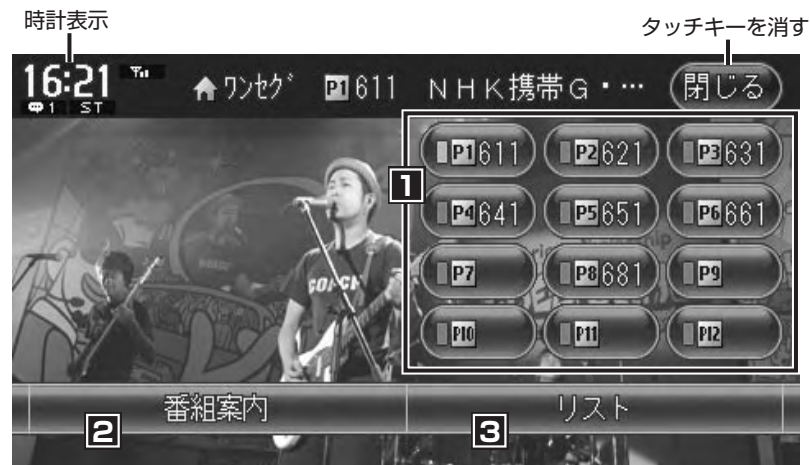 時計表示
タッチキーを消す
16:21 ワンセグ P1 611 NHK携帯G・… 閉じる
1 ST
1
P1 611 P2 621 P3 631
P4 641 P5 651 P6 661
P7 P8 681 P9
P10 P11 P12
COACH
番組案内 リスト
2 3